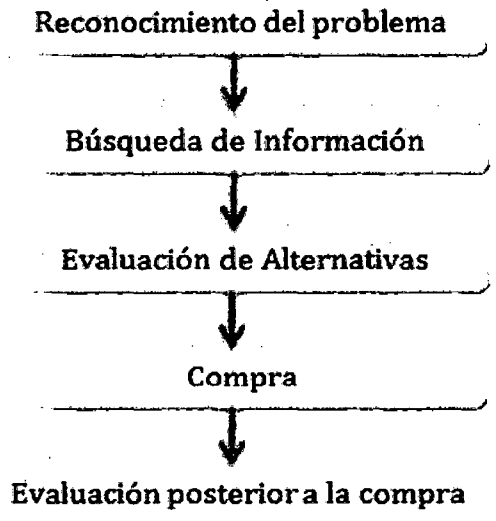 Reconocimiento del problema
Búsqueda de Información
Evaluación de Alternativas
Compra
Evaluación posterior a la compra